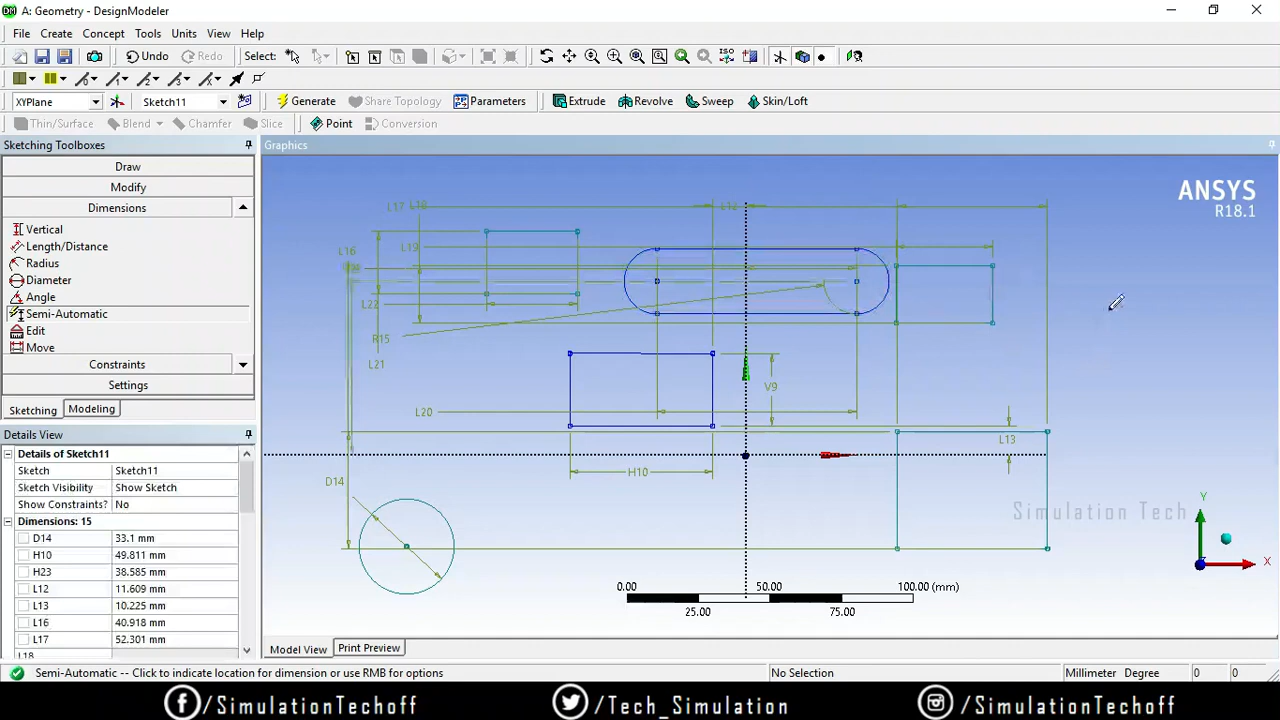 A: Geometry - DesignModeler
File Create Concept Tools Units View Help
Undo Redo Select: ISO
XYPlane Sketch11 Generate Share Topology Parameters Extrude Revolve Sweep Skin/Loft
Thin/Surface Blend Chamfer Slice Point Conversion
Sketching Toolboxes
Graphics
Draw
Modify
Dimensions
Vertical
Length/Distance
Radius
Diameter
Angle
Semi-Automatic
Edit
Move
Constraints
Settings
Sketching Modeling
Details View
Details of Sketch11
Sketch Sketch11
Sketch Visibility Show Sketch
Show Constraints? No
Dimensions: 15
D14 33.1 mm
H10 49.811 mm
H23 38.585 mm
L12 11.609 mm
L13 10.225 mm
L16 40.918 mm
L17 52.301 mm
L18
ANSYS
R18.1
L17 L18 L12
L16 L19
L22
R15
L21
V9
L20
L13
H10
D14
Simulation Tech
Y
X
0.00 50.00 100.00 (mm)
25.00 75.00
Model View Print Preview
Semi-Automatic -- Click to indicate location for dimension or use RMB for options No Selection Millimeter Degree 0 0
/SimulationTechoff /Tech_Simulation /SimulationTechoff